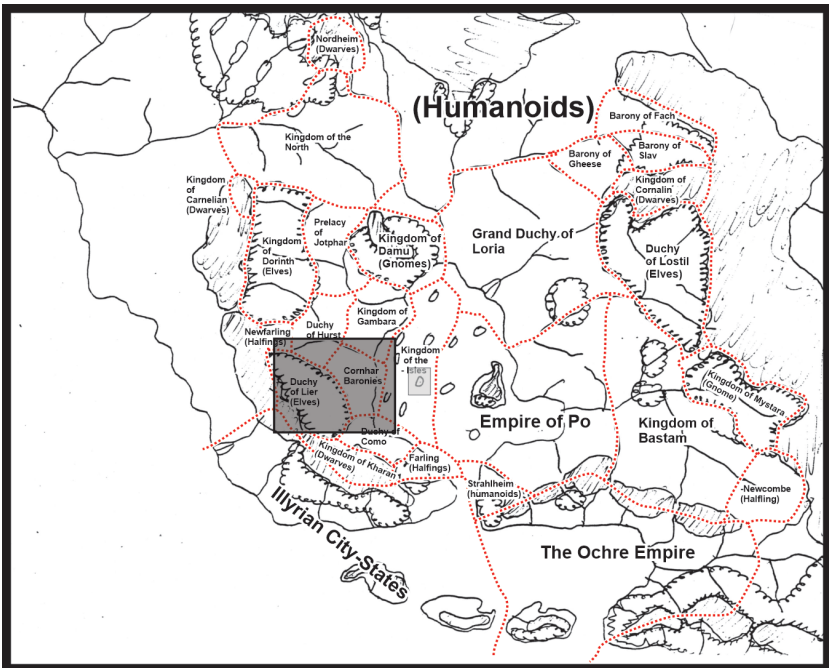 Nordheim
(Dwarves)
(Humanoids)
Barony of Fach
Kingdom of the
North
Barony of
Gheese
Barony of
Slav
Kingdom
of
Carnelian
(Dwarves)
Kingdom of
Cornalin
(Dwarves)
Prelacy
of
Jotphar
Kingdom of
Damu
(Gnomes)
Grand Duchy of
Loria
Kingdom
of
Dorinth
(Elves)
Duchy
of Lostil
(Elves)
Kingdom of
Gambara
Newfarling
(Halfings)
Duchy
of Hurst
Kingdom
of the
Isles
Cornhar
Baronies
Duchy
of Lier
(Elves)
Kingdom of Mystara
(Gnome)
Empire of Po
Kingdom of
Bastam
Duchy of
Como
Kingdom of Kharan
(Dwarves)
Farling
(Halfings)
Strahlheim
(humanoids)
Newcombe
(Halfling)
Illyrian City-States
The Ochre Empire